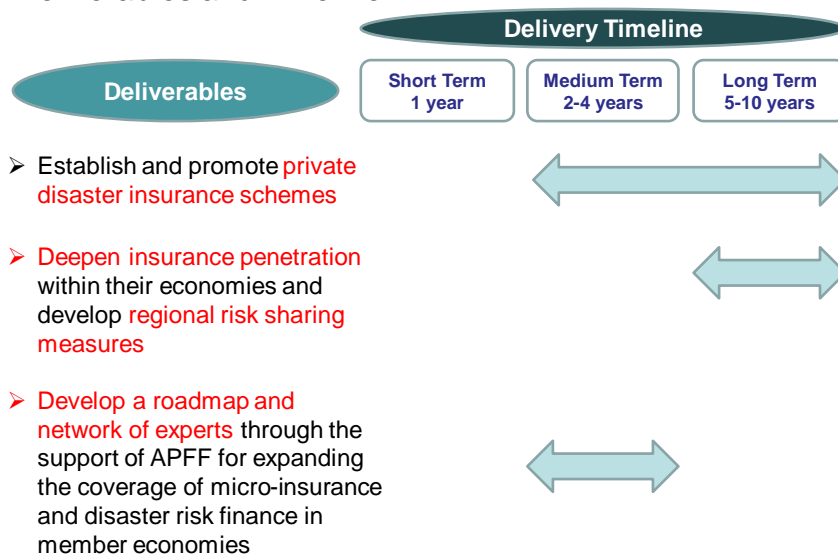 Delivery Timeline
Deliverables
Short Term
1 year
Medium Term
2-4 years
Long Term
5-10 years
➢ Establish and promote private
disaster insurance schemes
➢ Deepen insurance penetration
within their economies and
develop regional risk sharing
measures
➢ Develop a roadmap and
network of experts through the
support of APFF for expanding
the coverage of micro-insurance
and disaster risk finance in
member economies